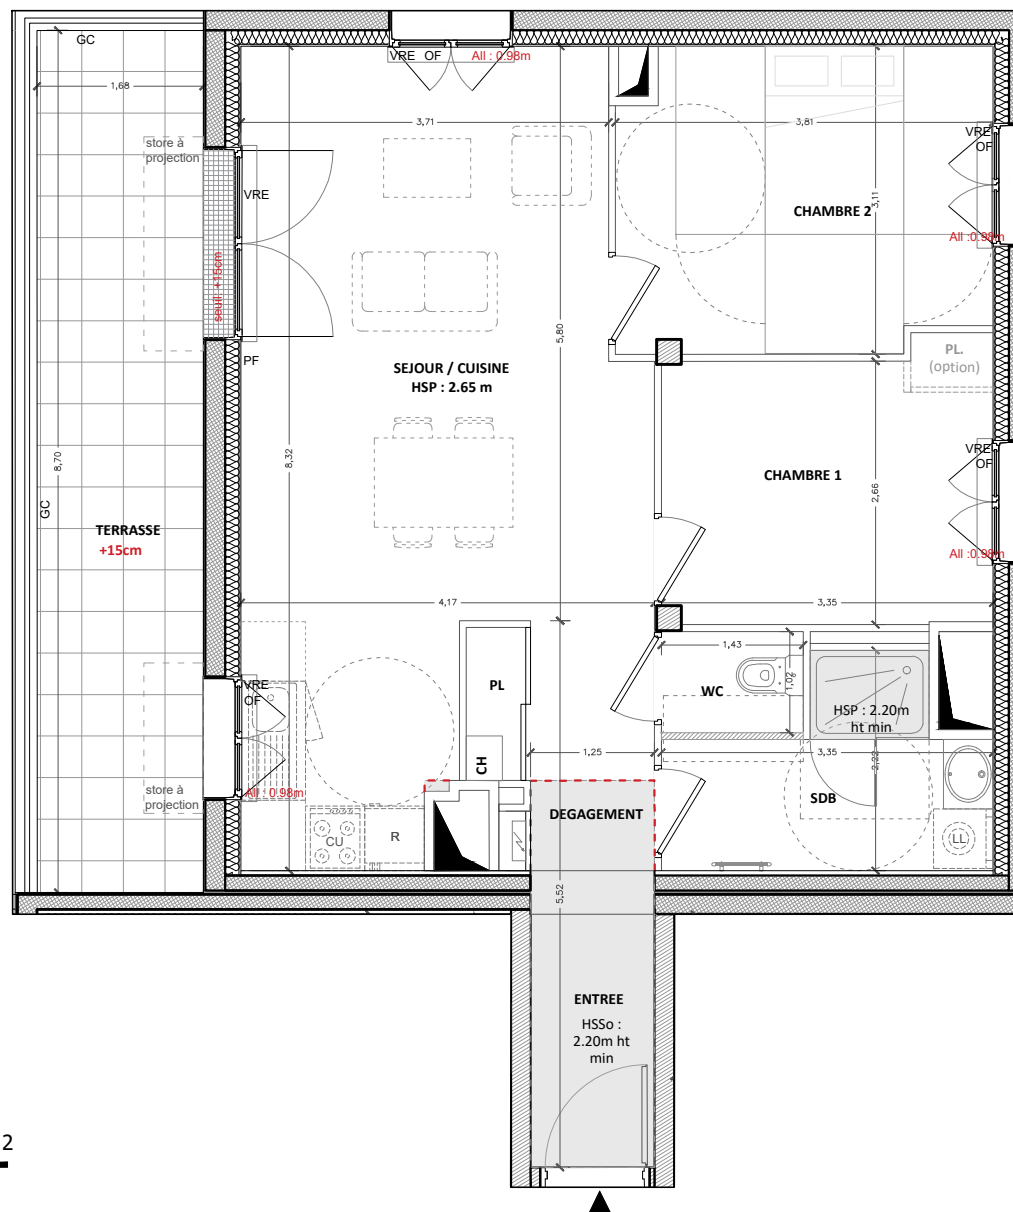 GC
VRE OF
All : 0.98m
1,68
3,71
3,81
store à
projection
VRE
OF
VRE
CHAMBRE 2
3,11
All :0.98m
seuil: +15cm
5,80
PL.
(option)
PF
SEJOUR / CUISINE
HSP : 2.65 m
8,70
8,32
VRE
OF
CHAMBRE 1
2,66
GC
TERRASSE
+15cm
All :0.98m
4,17
3,35
1,43
PL
WC
1,02
VRE
OF
HSP : 2.20m
ht min
CH
1,25
3,35
2,22
store à
projection
All : 0.98m
SDB
DEGAGEMENT
CU
R
LL
5,52
ENTREE
HSSo :
2.20m ht
min
2